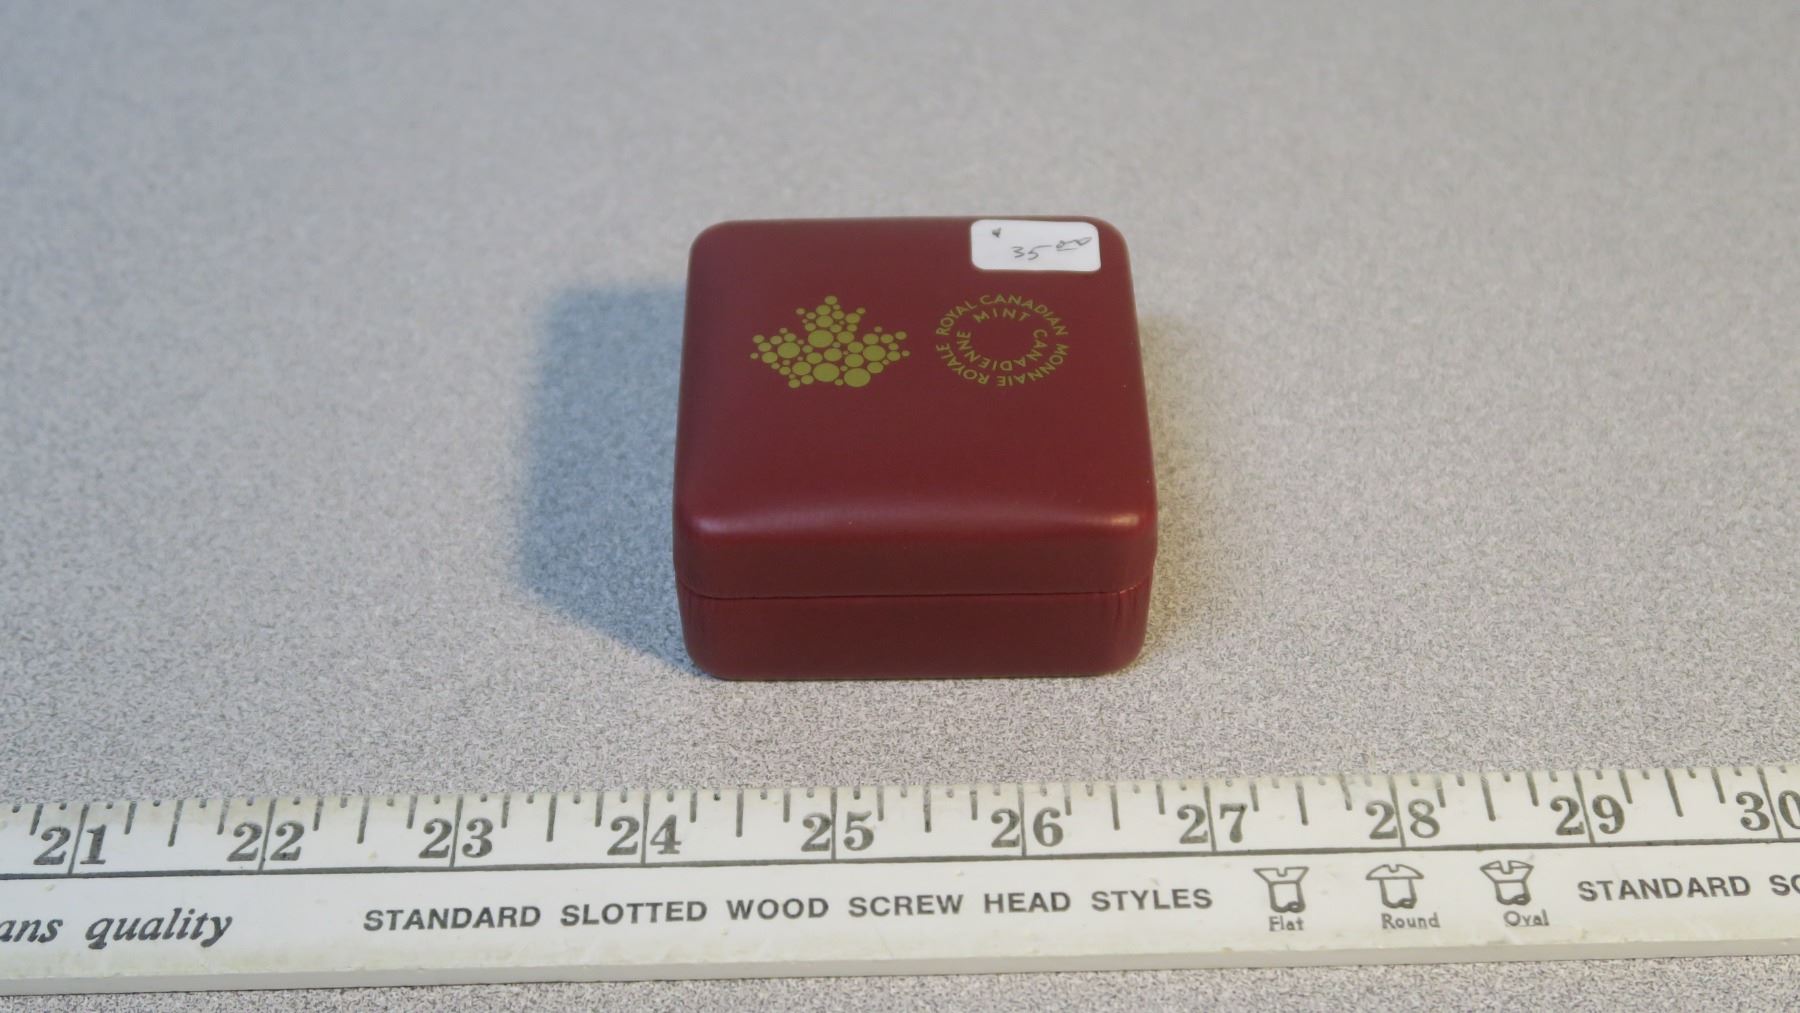 35 00
ROYAL CANADIAN MONNAIE ROYALE
MINT CANADIENNE
21 22 23 24 25 26 27 28 29 30
ans quality STANDARD SLOTTED WOOD SCREW HEAD STYLES Flat Round Oval STANDARD SC